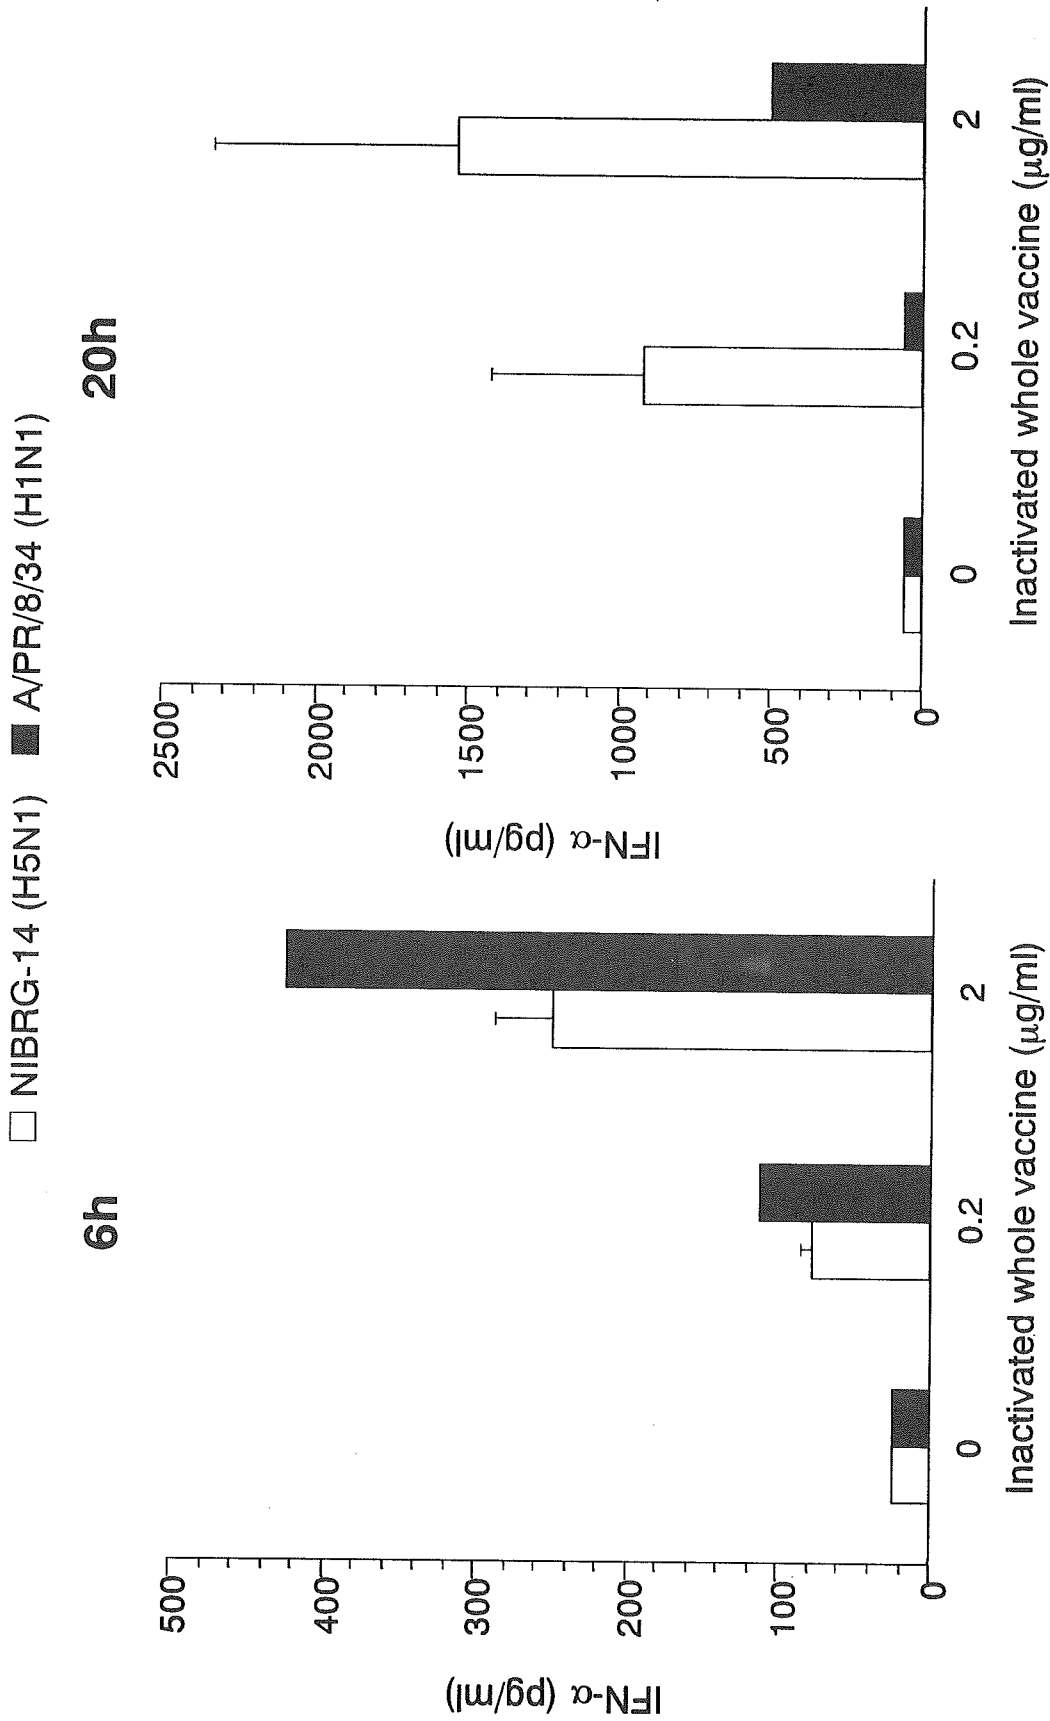 □ NIBRG-14 (H5N1) ■ A/PR/8/34 (H1N1)
6h
IFN-α (pg/ml)
500
400
300
200
100
0
0 0.2 2
Inactivated whole vaccine (μg/ml)
20h
IFN-α (pg/ml)
2500
2000
1500
1000
500
0
0 0.2 2
Inactivated whole vaccine (μg/ml)